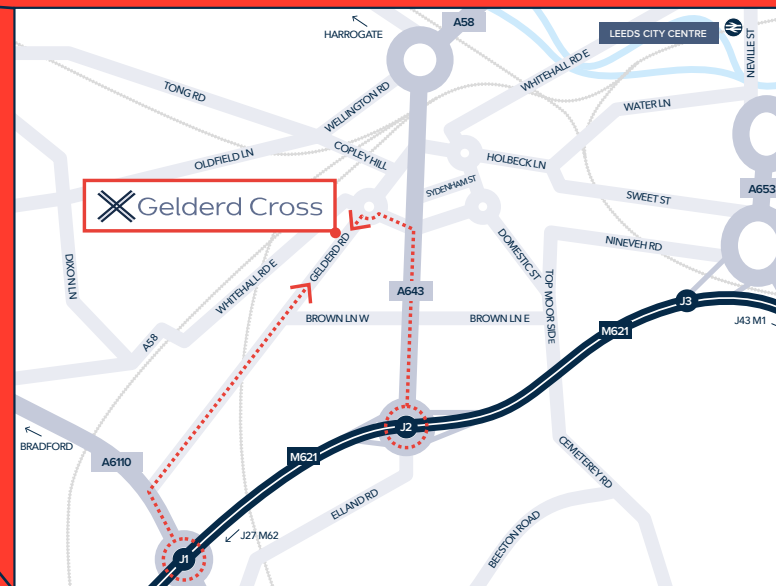 A58
HARROGATE
LEEDS CITY CENTRE
NEVILLE ST
WHITEHALL RD E
TONG RD
WELLINGTON RD
WATER LN
COPLEY HILL
OLDFIELD LN
HOLBECK LN
SYDENHAM ST
A653
SWEET ST
Gelderd Cross
NINEVEH RD
GELDERD RD
DOMESTIC ST
DIXON LN
WHITEHALL RD E
A643
TOP MOOR SIDE
J3
BROWN LN W
BROWN LN E
J43 M1
M621
A58
J2
BRADFORD
M621
A6110
CEMETEREY RD
ELLAND RD
J27 M62
BEESTON ROAD
J1